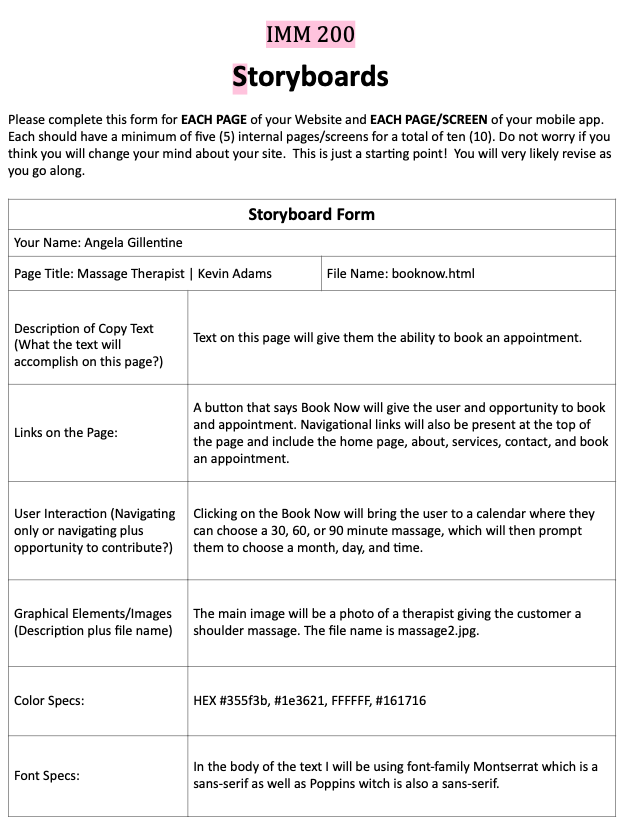 IMM 200
Storyboards
Please complete this form for EACH PAGE of your Website and EACH PAGE/SCREEN of your mobile app.
Each should have a minimum of five (5) internal pages/screens for a total of ten (10). Do not worry if you
think you will change your mind about your site.  This is just a starting point!  You will very likely revise as
you go along.
Storyboard Form
Your Name: Angela Gillentine
Page Title: Massage Therapist | Kevin Adams
File Name: booknow.html
Description of Copy Text
(What the text will
accomplish on this page?)
Text on this page will give them the ability to book an appointment.
Links on the Page:
A button that says Book Now will give the user and opportunity to book
and appointment. Navigational links will also be present at the top of
the page and include the home page, about, services, contact, and book
an appointment.
User Interaction (Navigating
only or navigating plus
opportunity to contribute?)
Clicking on the Book Now will bring the user to a calendar where they
can choose a 30, 60, or 90 minute massage, which will then prompt
them to choose a month, day, and time.
Graphical Elements/Images
(Description plus file name)
The main image will be a photo of a therapist giving the customer a
shoulder massage. The file name is massage2.jpg.
Color Specs:
HEX #355f3b, #1e3621, FFFFFF, #161716
Font Specs:
In the body of the text I will be using font-family Montserrat which is a
sans-serif as well as Poppins witch is also a sans-serif.